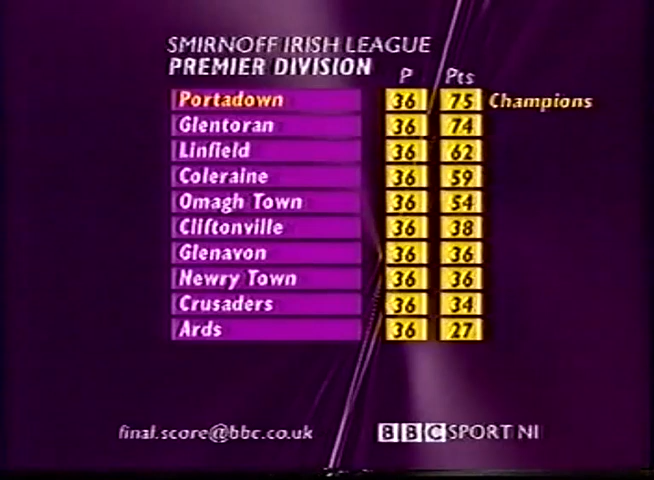 SMIRNOFF IRISH LEAGUE
PREMIER DIVISION P Pts
Portadown 36 75 Champions
Glentoran 36 74
Linfield 36 62
Coleraine 36 59
Omagh Town 36 54
Cliftonville 36 38
Glenavon 36 36
Newry Town 36 36
Crusaders 36 34
Ards 36 27
final.score@bbc.co.uk BBC SPORT NI